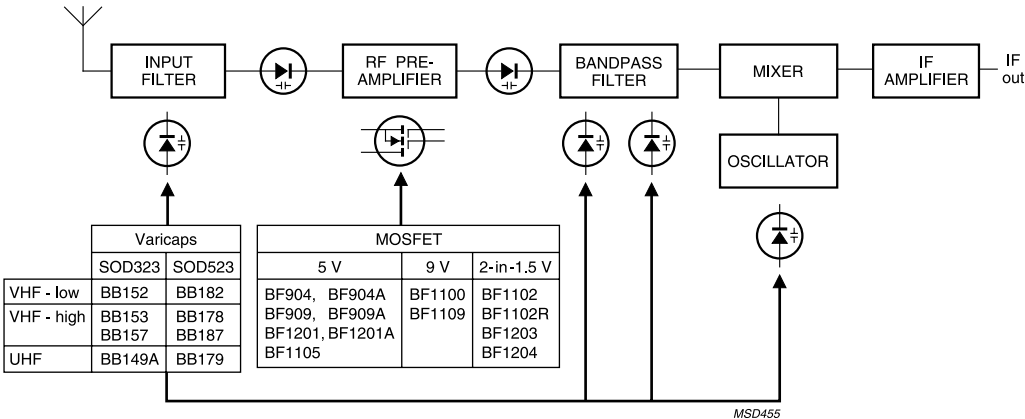 INPUT
FILTER
RF PRE-
AMPLIFIER
BANDPASS
FILTER
MIXER
IF
AMPLIFIER
IF
out
OSCILLATOR
Varicaps
SOD323 SOD523
VHF - low BB152 BB182
VHF - high BB153 BB178
BB157 BB187
UHF BB149A BB179
MOSFET
5 V 9 V 2-in-1.5 V
BF904, BF904A BF1100 BF1102
BF909, BF909A BF1109 BF1102R
BF1201, BF1201A BF1203
BF1105 BF1204
MSD455